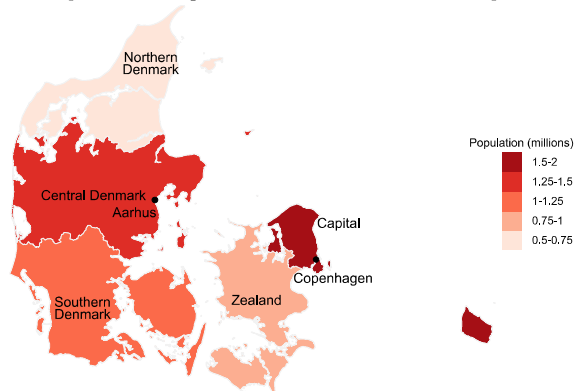 Northern
Denmark
Population (millions)
1.5-2
1.25-1.5
1-1.25
0.75-1
0.5-0.75
Central Denmark
Aarhus
Capital
Copenhagen
Southern
Denmark
Zealand